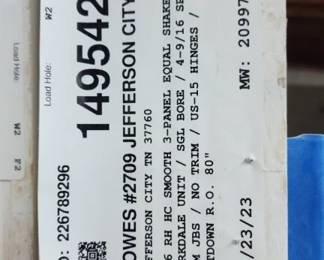 W2
Load Hole:
149542
LOWES #2709 JEFFERSON CITY
JEFFERSON CITY TN 37760
6 RH HC SMOOTH 3-PANEL EQUAL SHAKE
RKDALE UNIT / SGL BORE / 4-9/16 SE
M JBS / NO TRIM / US-15 HINGES /
TDOWN R.O. 80"
MW: 20997
/23/23
D: 226789296
Load Hole:
W2
F2